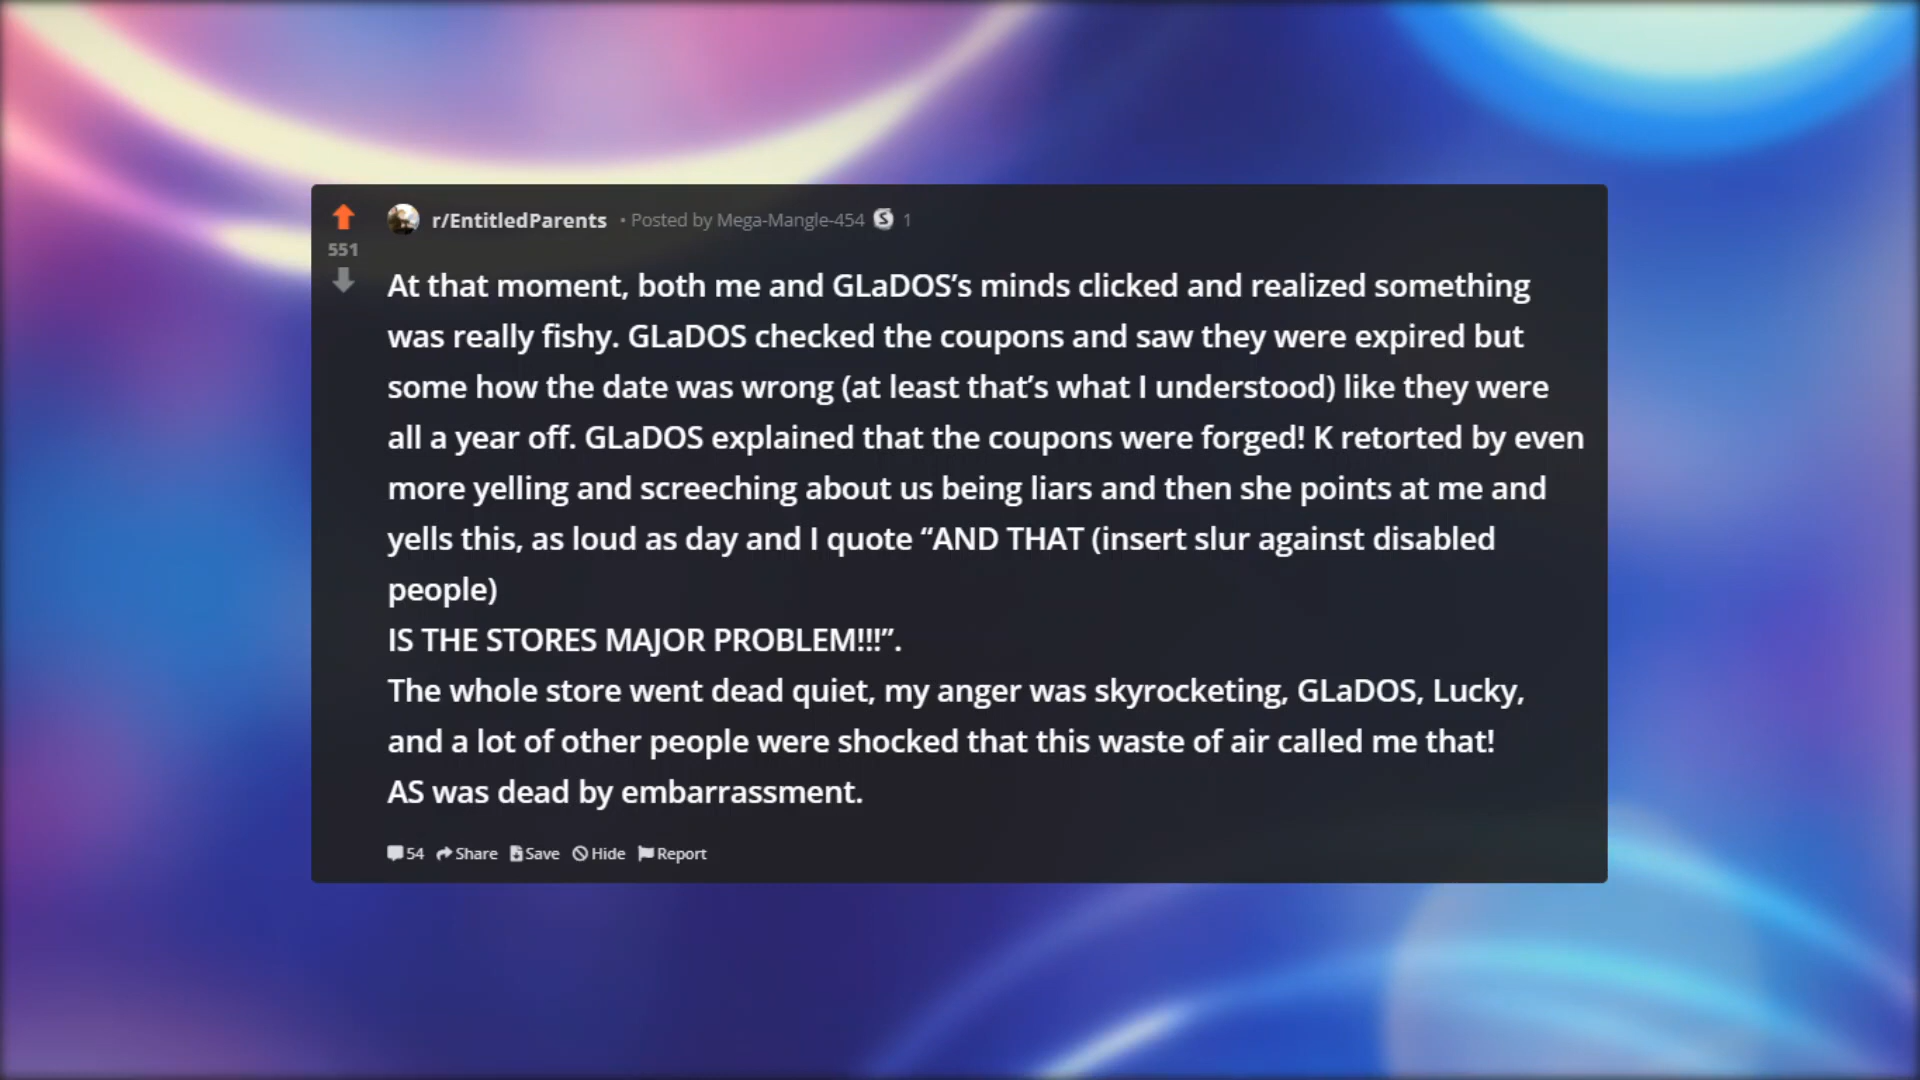 r/EntitledParents • Posted by Mega-Mangle-454 1
551
At that moment, both me and GLaDOS’s minds clicked and realized something
was really fishy. GLaDOS checked the coupons and saw they were expired but
some how the date was wrong (at least that’s what I understood) like they were
all a year off. GLaDOS explained that the coupons were forged! K retorted by even
more yelling and screeching about us being liars and then she points at me and
yells this, as loud as day and I quote “AND THAT (insert slur against disabled
people)
IS THE STORES MAJOR PROBLEM!!!”.
The whole store went dead quiet, my anger was skyrocketing, GLaDOS, Lucky,
and a lot of other people were shocked that this waste of air called me that!
AS was dead by embarrassment.
54 Share Save Hide Report